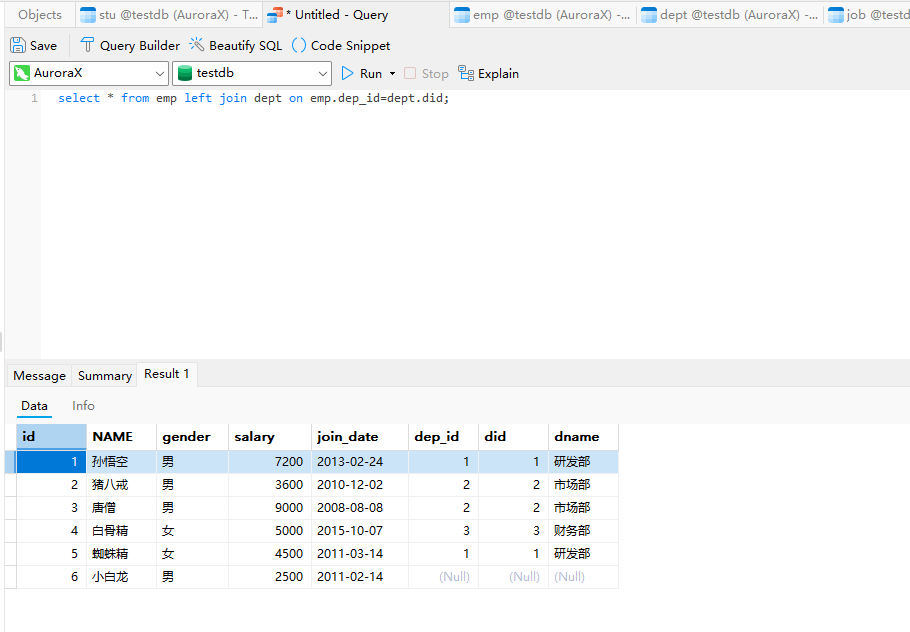 Objects stu @testdb (AuroraX) - T... * Untitled - Query emp @testdb (AuroraX) -... dept @testdb (AuroraX) -... job @testd
Save Query Builder Beautify SQL () Code Snippet
AuroraX testdb Run Stop Explain
1 select * from emp left join dept on emp.dep_id=dept.did;
Message Summary Result 1
Data Info
id NAME gender salary join_date dep_id did dname
1 孙悟空 男 7200 2013-02-24 1 1 研发部
2 猪八戒 男 3600 2010-12-02 2 2 市场部
3 唐僧 男 9000 2008-08-08 2 2 市场部
4 白骨精 女 5000 2015-10-07 3 3 财务部
5 蜘蛛精 女 4500 2011-03-14 1 1 研发部
6 小白龙 男 2500 2011-02-14 (Null) (Null) (Null)